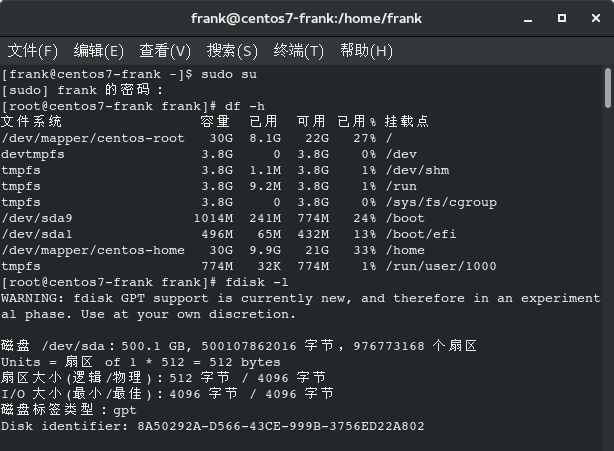 frank@centos7-frank:/home/frank
文件(F) 编辑(E) 查看(V) 搜索(S) 终端(T) 帮助(H)
[frank@centos7-frank ~]$ sudo su
[sudo] frank 的密码：
[root@centos7-frank frank]# df -h
文件系统 容量 已用 可用 已用% 挂载点
/dev/mapper/centos-root 30G 8.1G 22G 27% /
devtmpfs 3.8G 0 3.8G 0% /dev
tmpfs 3.8G 1.1M 3.8G 1% /dev/shm
tmpfs 3.8G 9.2M 3.8G 1% /run
tmpfs 3.8G 0 3.8G 0% /sys/fs/cgroup
/dev/sda9 1014M 241M 774M 24% /boot
/dev/sda1 496M 65M 432M 13% /boot/efi
/dev/mapper/centos-home 30G 9.9G 21G 33% /home
tmpfs 774M 32K 774M 1% /run/user/1000
[root@centos7-frank frank]# fdisk -l
WARNING: fdisk GPT support is currently new, and therefore in an experiment
al phase. Use at your own discretion.
磁盘 /dev/sda：500.1 GB, 500107862016 字节，976773168 个扇区
Units = 扇区 of 1 * 512 = 512 bytes
扇区大小(逻辑/物理)：512 字节 / 4096 字节
I/O 大小(最小/最佳)：4096 字节 / 4096 字节
磁盘标签类型：gpt
Disk identifier: 8A50292A-D566-43CE-999B-3756ED22A802